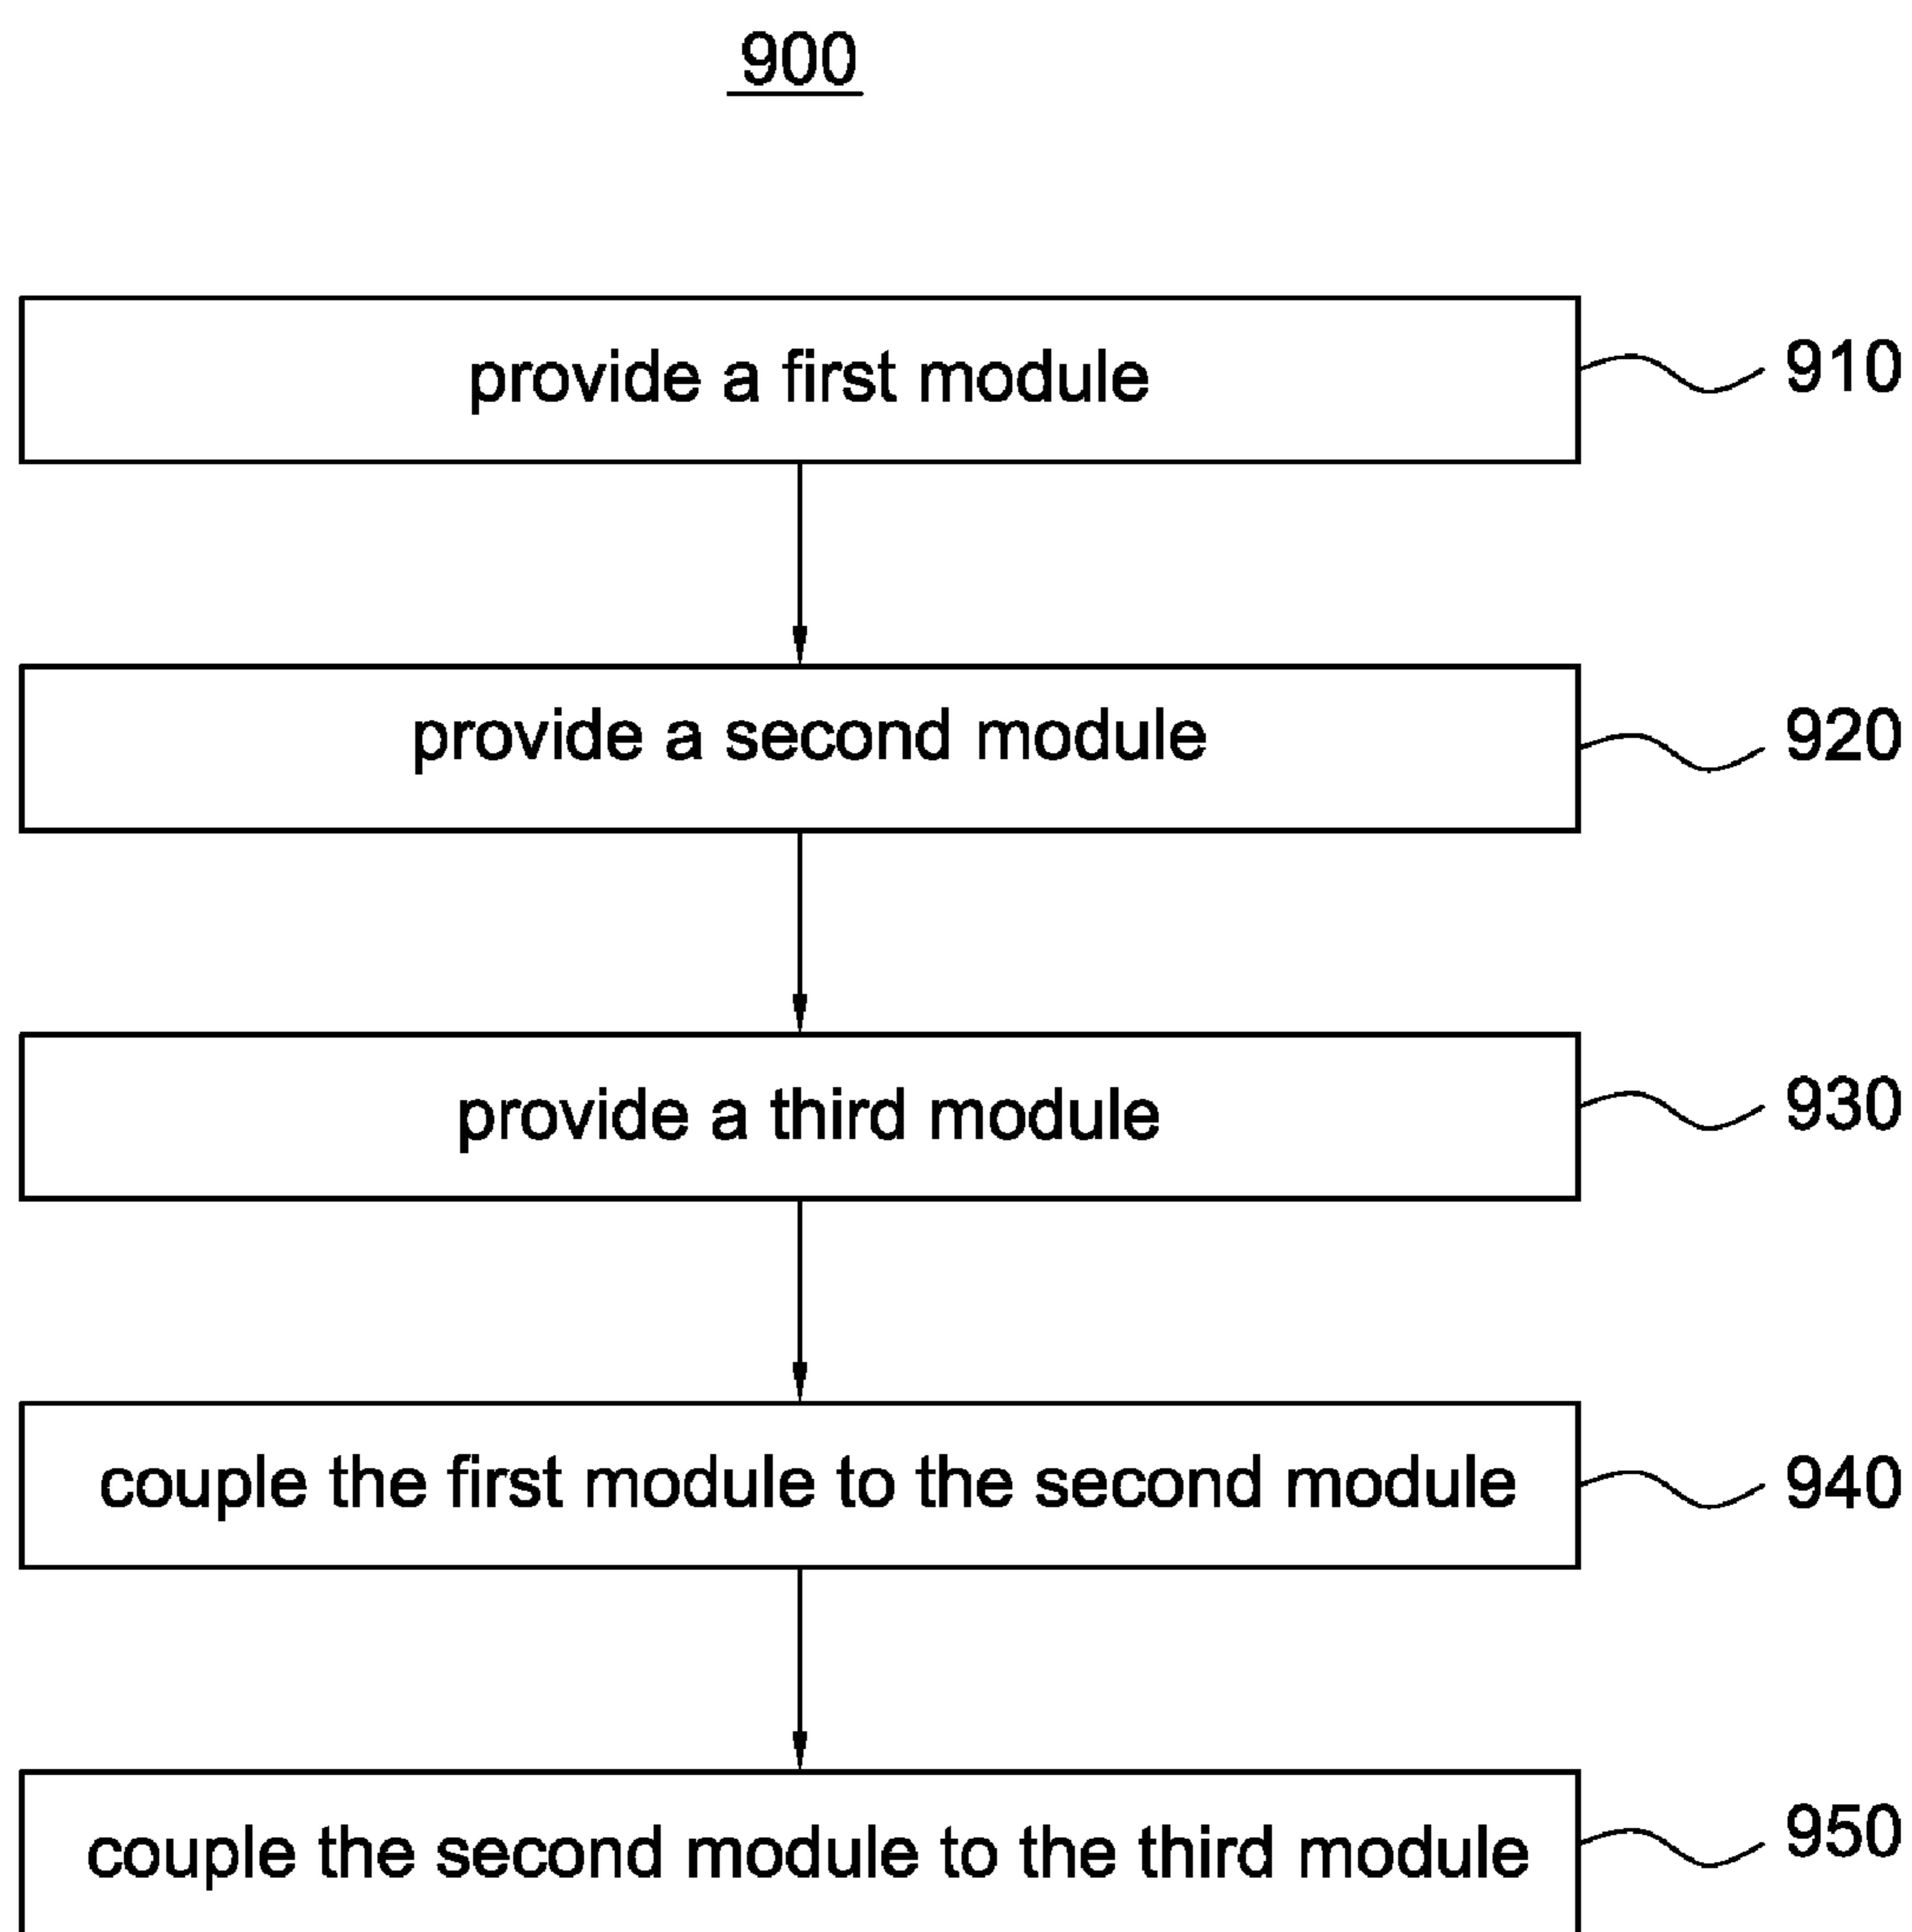 900
provide a first module 910
provide a second module 920
provide a third module 930
couple the first module to the second module 940
couple the second module to the third module 950